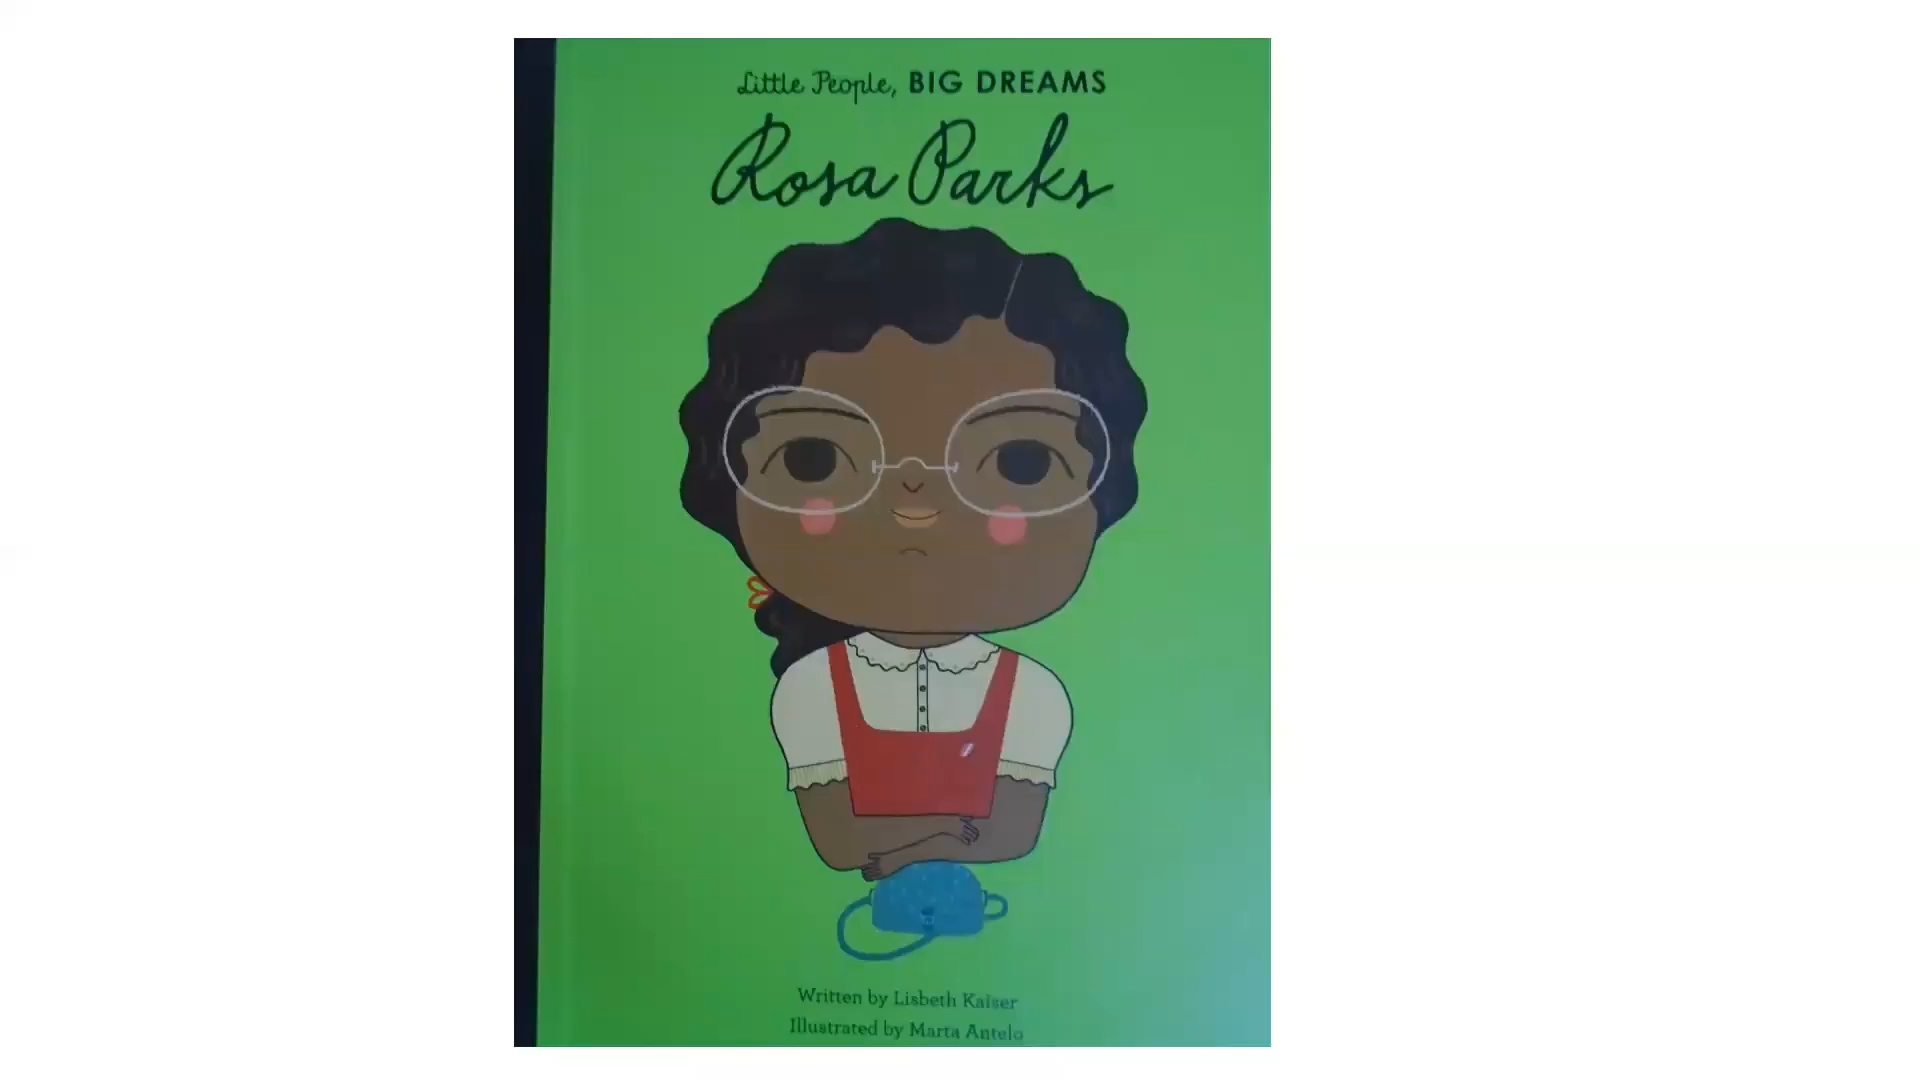 Little People, BIG DREAMS
Rosa Parks
Written by Lisbeth Kaiser
Illustrated by Marta Antelo